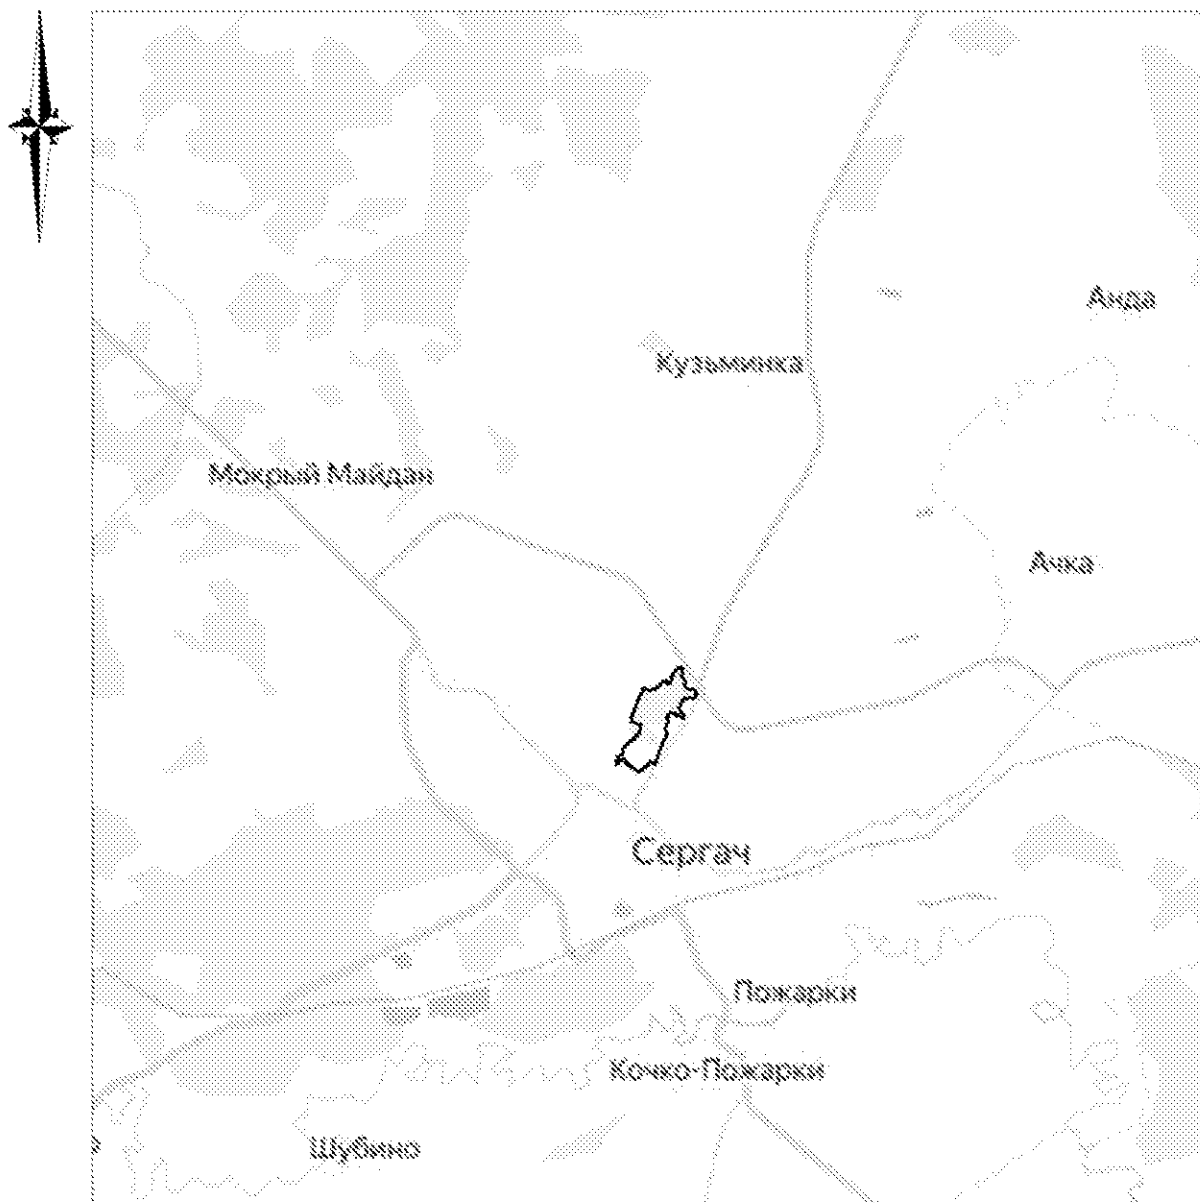 Анда
Кузьминка
Мокрый Майдан
Ачка
Сергач
Пожарки
Кочко-Пожарки
Шубино